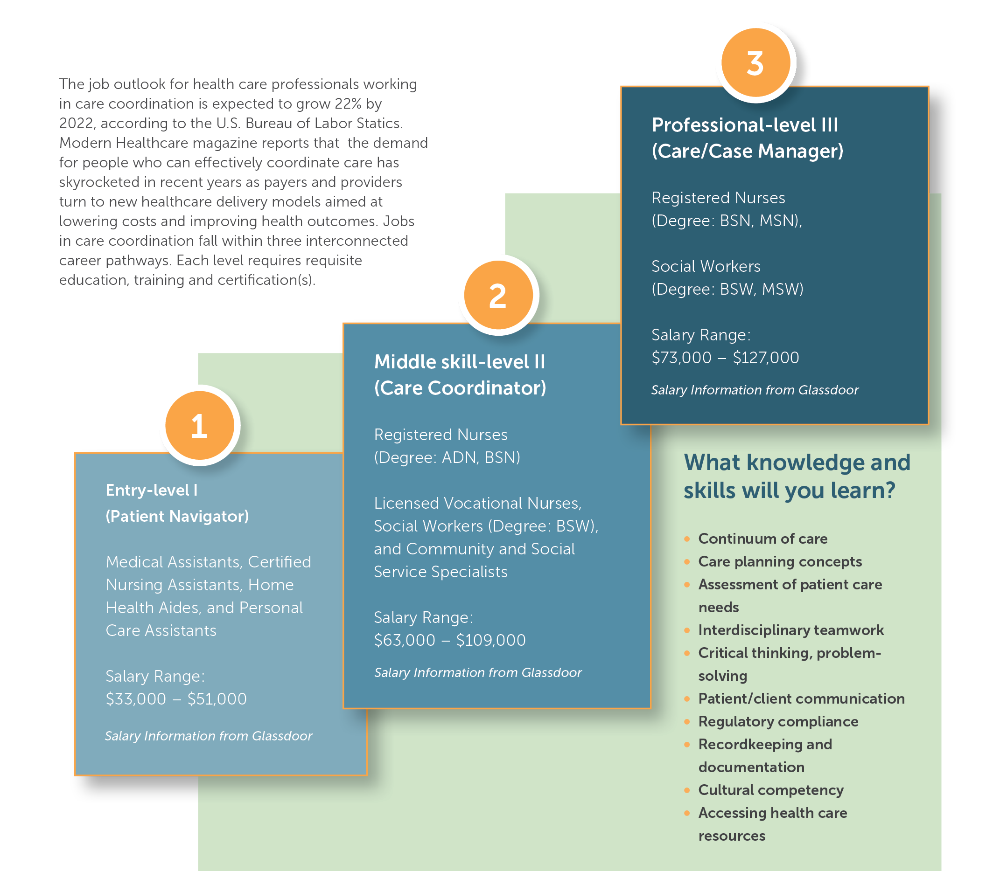 The job outlook for health care professionals working
in care coordination is expected to grow 22% by
2022, according to the U.S. Bureau of Labor Statics.
Modern Healthcare magazine reports that  the demand
for people who can effectively coordinate care has
skyrocketed in recent years as payers and providers
turn to new healthcare delivery models aimed at
lowering costs and improving health outcomes. Jobs
in care coordination fall within three interconnected
career pathways. Each level requires requisite
education, training and certification(s).
1
Entry-level I
(Patient Navigator)
Medical Assistants, Certified
Nursing Assistants, Home
Health Aides, and Personal
Care Assistants
Salary Range:
$33,000 – $51,000
Salary Information from Glassdoor
2
Middle skill-level II
(Care Coordinator)
Registered Nurses
(Degree: ADN, BSN)
Licensed Vocational Nurses,
Social Workers (Degree: BSW),
and Community and Social
Service Specialists
Salary Range:
$63,000 – $109,000
Salary Information from Glassdoor
3
Professional-level III
(Care/Case Manager)
Registered Nurses
(Degree: BSN, MSN),
Social Workers
(Degree: BSW, MSW)
Salary Range:
$73,000 – $127,000
Salary Information from Glassdoor
What knowledge and
skills will you learn?
• Continuum of care
• Care planning concepts
• Assessment of patient care
needs
• Interdisciplinary teamwork
• Critical thinking, problem-
solving
• Patient/client communication
• Regulatory compliance
• Recordkeeping and
documentation
• Cultural competency
• Accessing health care
resources